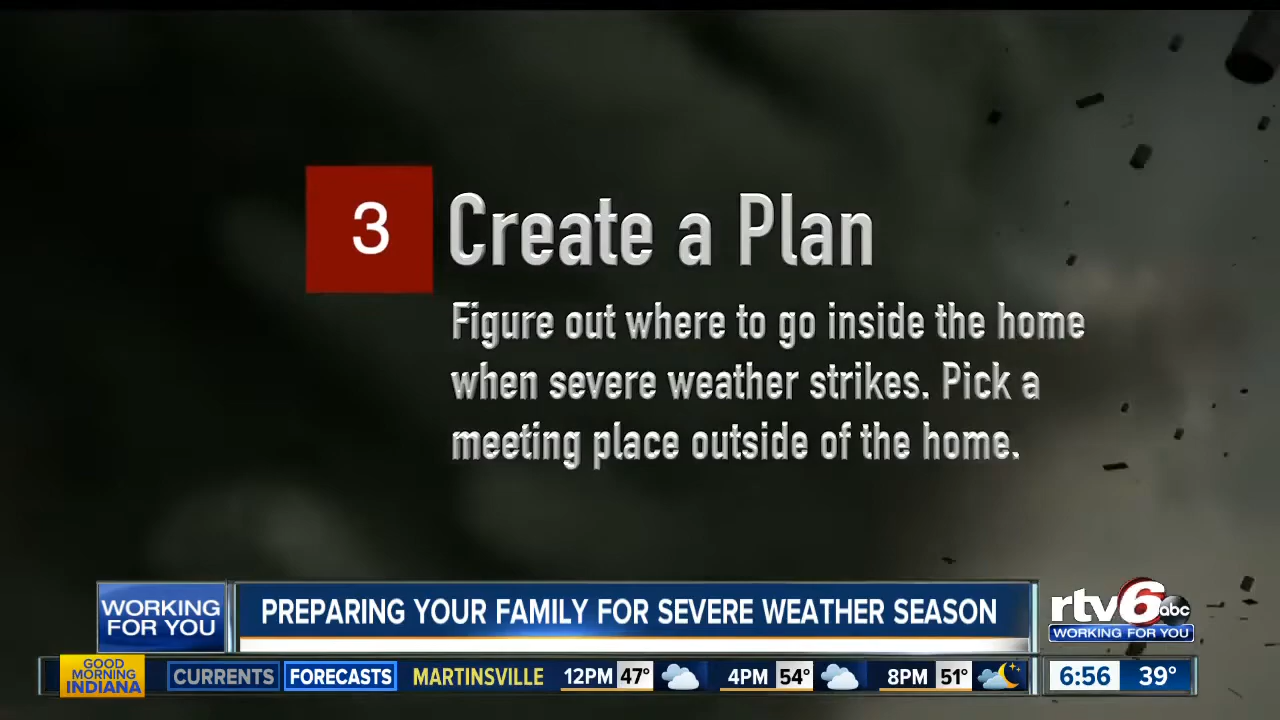 3
Create a Plan
Figure out where to go inside the home
when severe weather strikes. Pick a
meeting place outside of the home.
WORKING
FOR YOU
PREPARING YOUR FAMILY FOR SEVERE WEATHER SEASON
rtv6 abc
WORKING FOR YOU
GOOD
MORNING
INDIANA
CURRENTS FORECASTS MARTINSVILLE 12PM 47° 4PM 54° 8PM 51° 6:56 39°